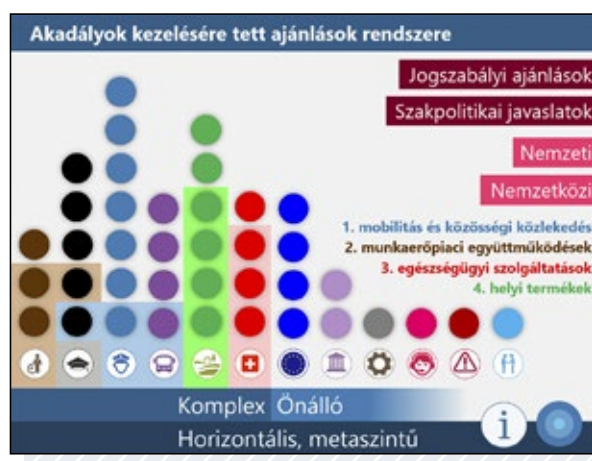 Akadályok kezelésére tett ajánlások rendszere
Jogszabályi ajánlások
Szakpolitikai javaslatok
Nemzeti
Nemzetközi
1. mobilitás és közösségi közlekedés
2. munkaerőpiaci együttműködések
3. egészségügyi szolgáltatások
4. helyi termékek
Komplex Önálló
Horizontális, metaszintű
i